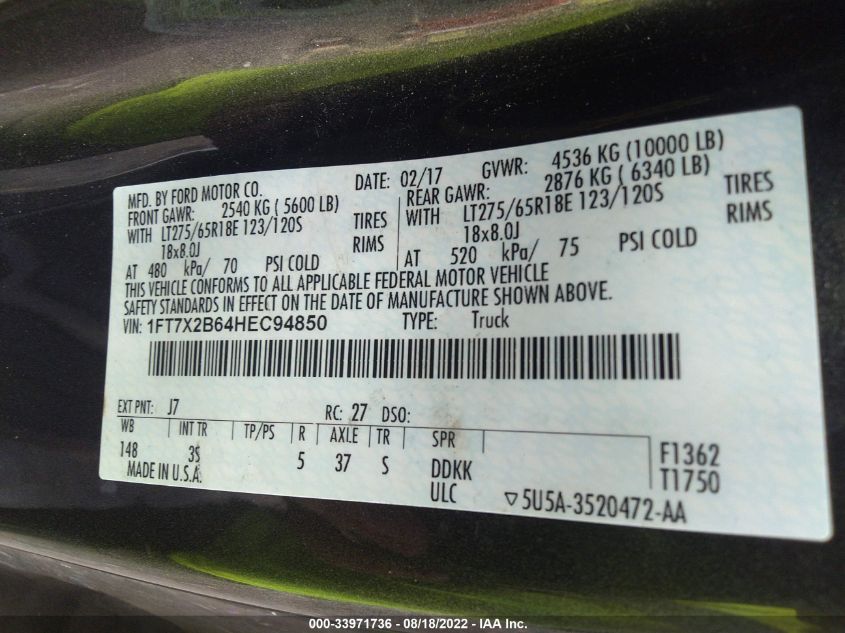 MFD. BY FORD MOTOR CO.
DATE: 02/17 GVWR: 4536 KG (10000 LB)
FRONT GAWR: 2540 KG ( 5600 LB)
REAR GAWR: 2876 KG ( 6340 LB)
WITH LT275/65R18E 123/120S TIRES
WITH LT275/65R18E 123/120S TIRES
18x8.0J RIMS
18x8.0J RIMS
AT 480 kPa/ 70 PSI COLD
AT 520 kPa/ 75 PSI COLD
THIS VEHICLE CONFORMS TO ALL APPLICABLE FEDERAL MOTOR VEHICLE
SAFETY STANDARDS IN EFFECT ON THE DATE OF MANUFACTURE SHOWN ABOVE.
VIN: 1FT7X2B64HEC94850 TYPE: Truck
EXT PNT: J7 RC: 27 DSO:
WB INT TR TP/PS R AXLE TR SPR
148 3S 5 37 S DDKK F1362
MADE IN U.S.A. ULC T1750
5U5A-3520472-AA
000-33971736 - 08/18/2022 - IAA Inc.